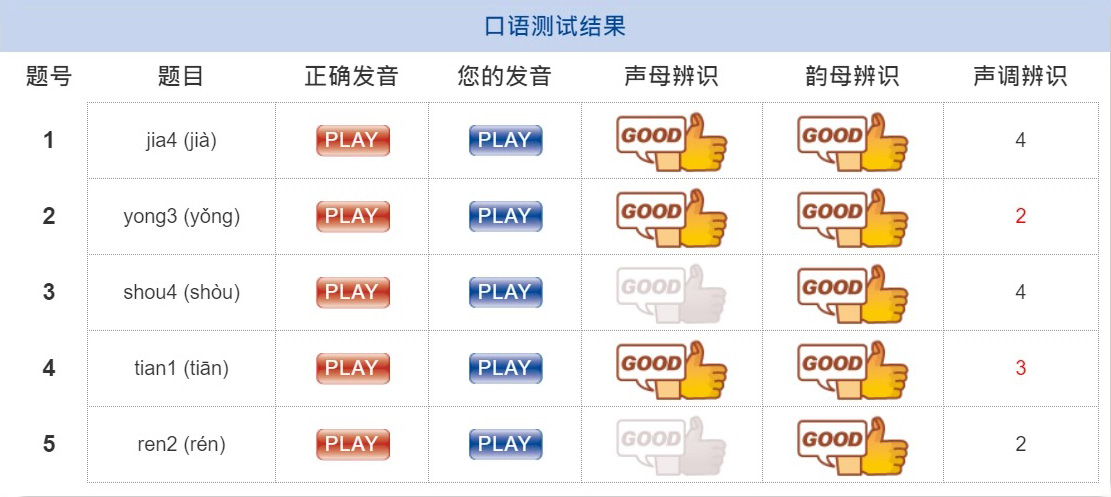 口语测试结果
题号 题目 正确发音 您的发音 声母辨识 韵母辨识 声调辨识
1 jia4 (jià) PLAY PLAY GOOD GOOD 4
2 yong3 (yǒng) PLAY PLAY GOOD GOOD 2
3 shou4 (shòu) PLAY PLAY GOOD GOOD 4
4 tian1 (tiān) PLAY PLAY GOOD GOOD 3
5 ren2 (rén) PLAY PLAY GOOD GOOD 2